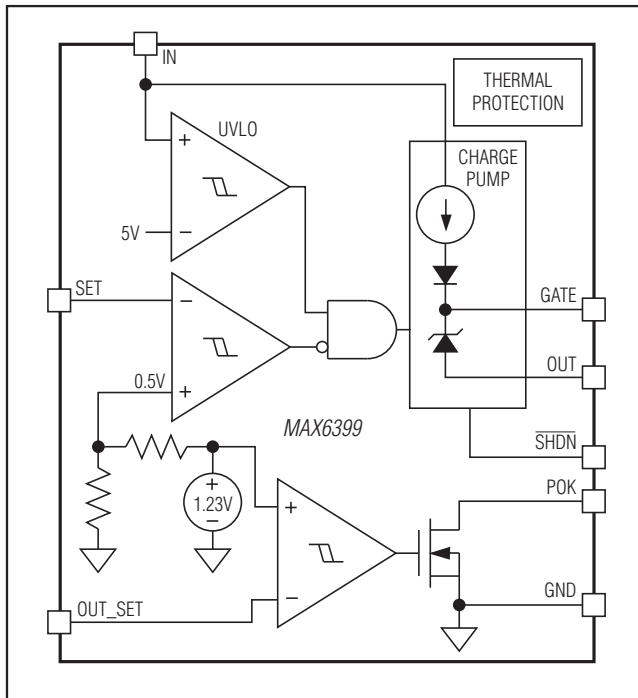 IN
THERMAL
PROTECTION
UVLO
+
5V
−
CHARGE
PUMP
SET
−
0.5V
+
GATE
OUT
MAX6399
SHDN
+
1.23V
−
+
−
POK
OUT_SET
GND